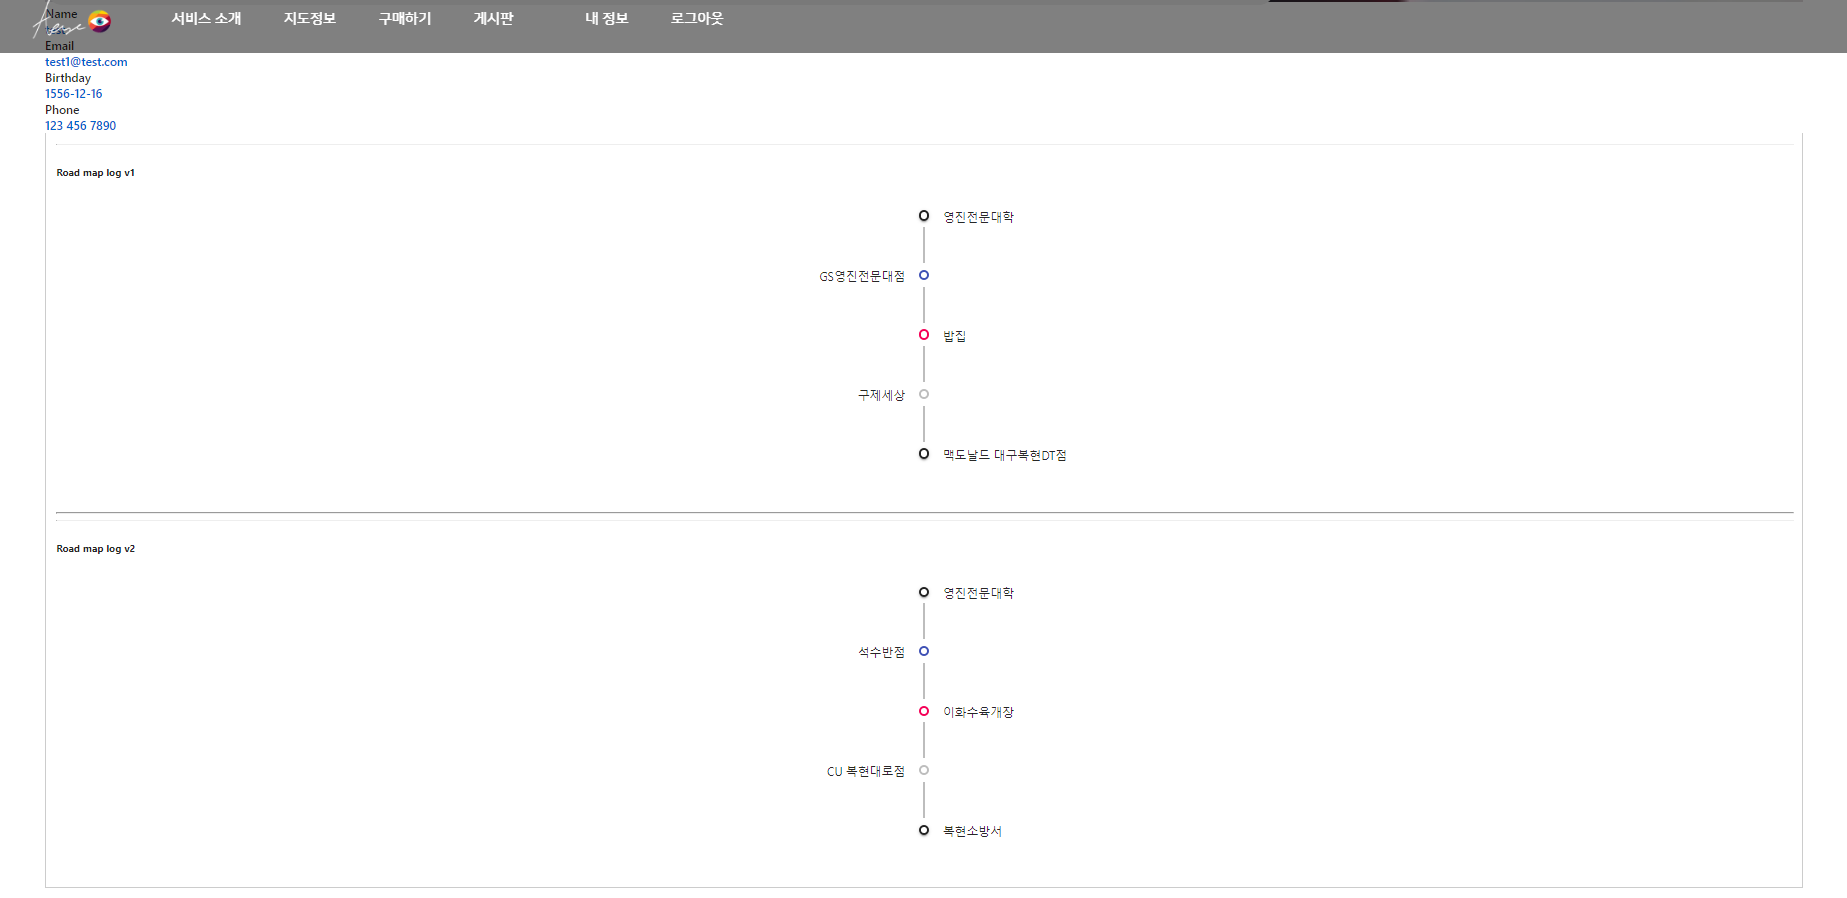 서비스 소개 지도정보 구매하기 게시판 내 정보 로그아웃
Name
Email
test1@test.com
Birthday
1556-12-16
Phone
123 456 7890
Road map log v1
영진전문대학
GS영진전문대점
밥집
구제세상
맥도날드 대구복현DT점
Road map log v2
영진전문대학
석수반점
이화수육개장
CU 복현대로점
복현소방서